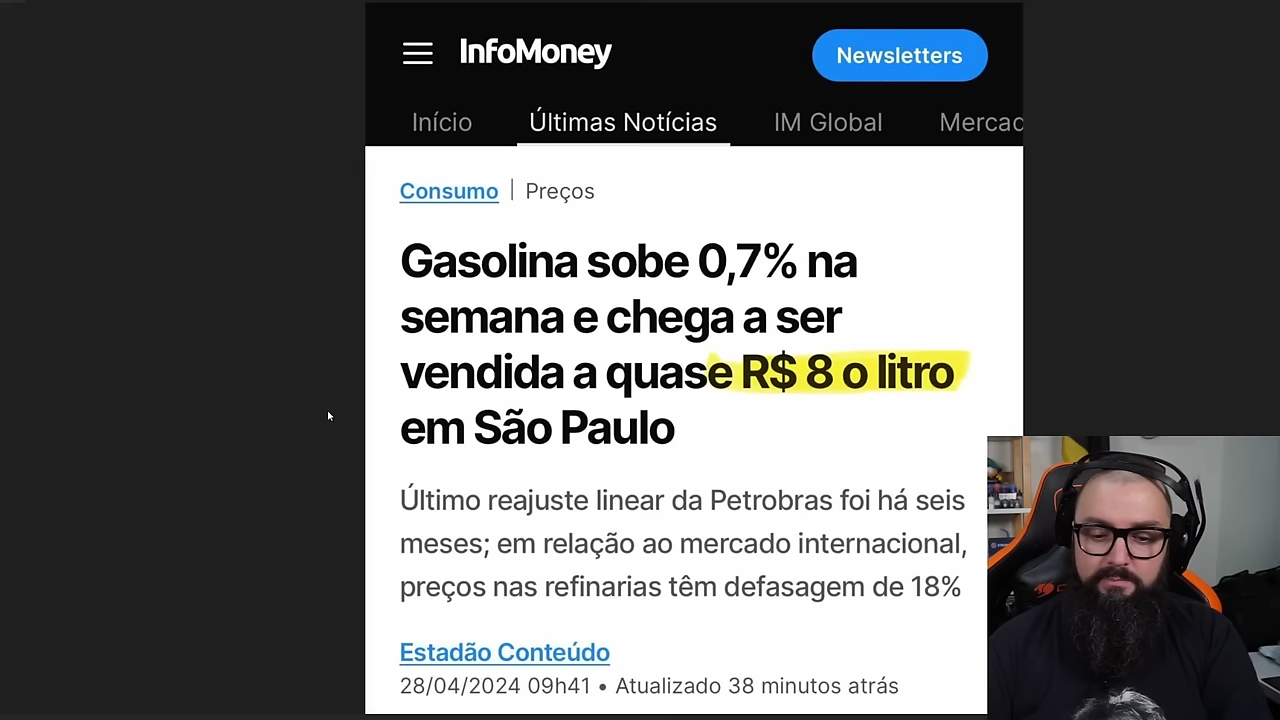 InfoMoney
Newsletters
Início Últimas Notícias IM Global Mercad
Consumo | Preços
Gasolina sobe 0,7% na
semana e chega a ser
vendida a quase R$ 8 o litro
em São Paulo
Último reajuste linear da Petrobras foi há seis
meses; em relação ao mercado internacional,
preços nas refinarias têm defasagem de 18%
Estadão Conteúdo
28/04/2024 09h41 • Atualizado 38 minutos atrás